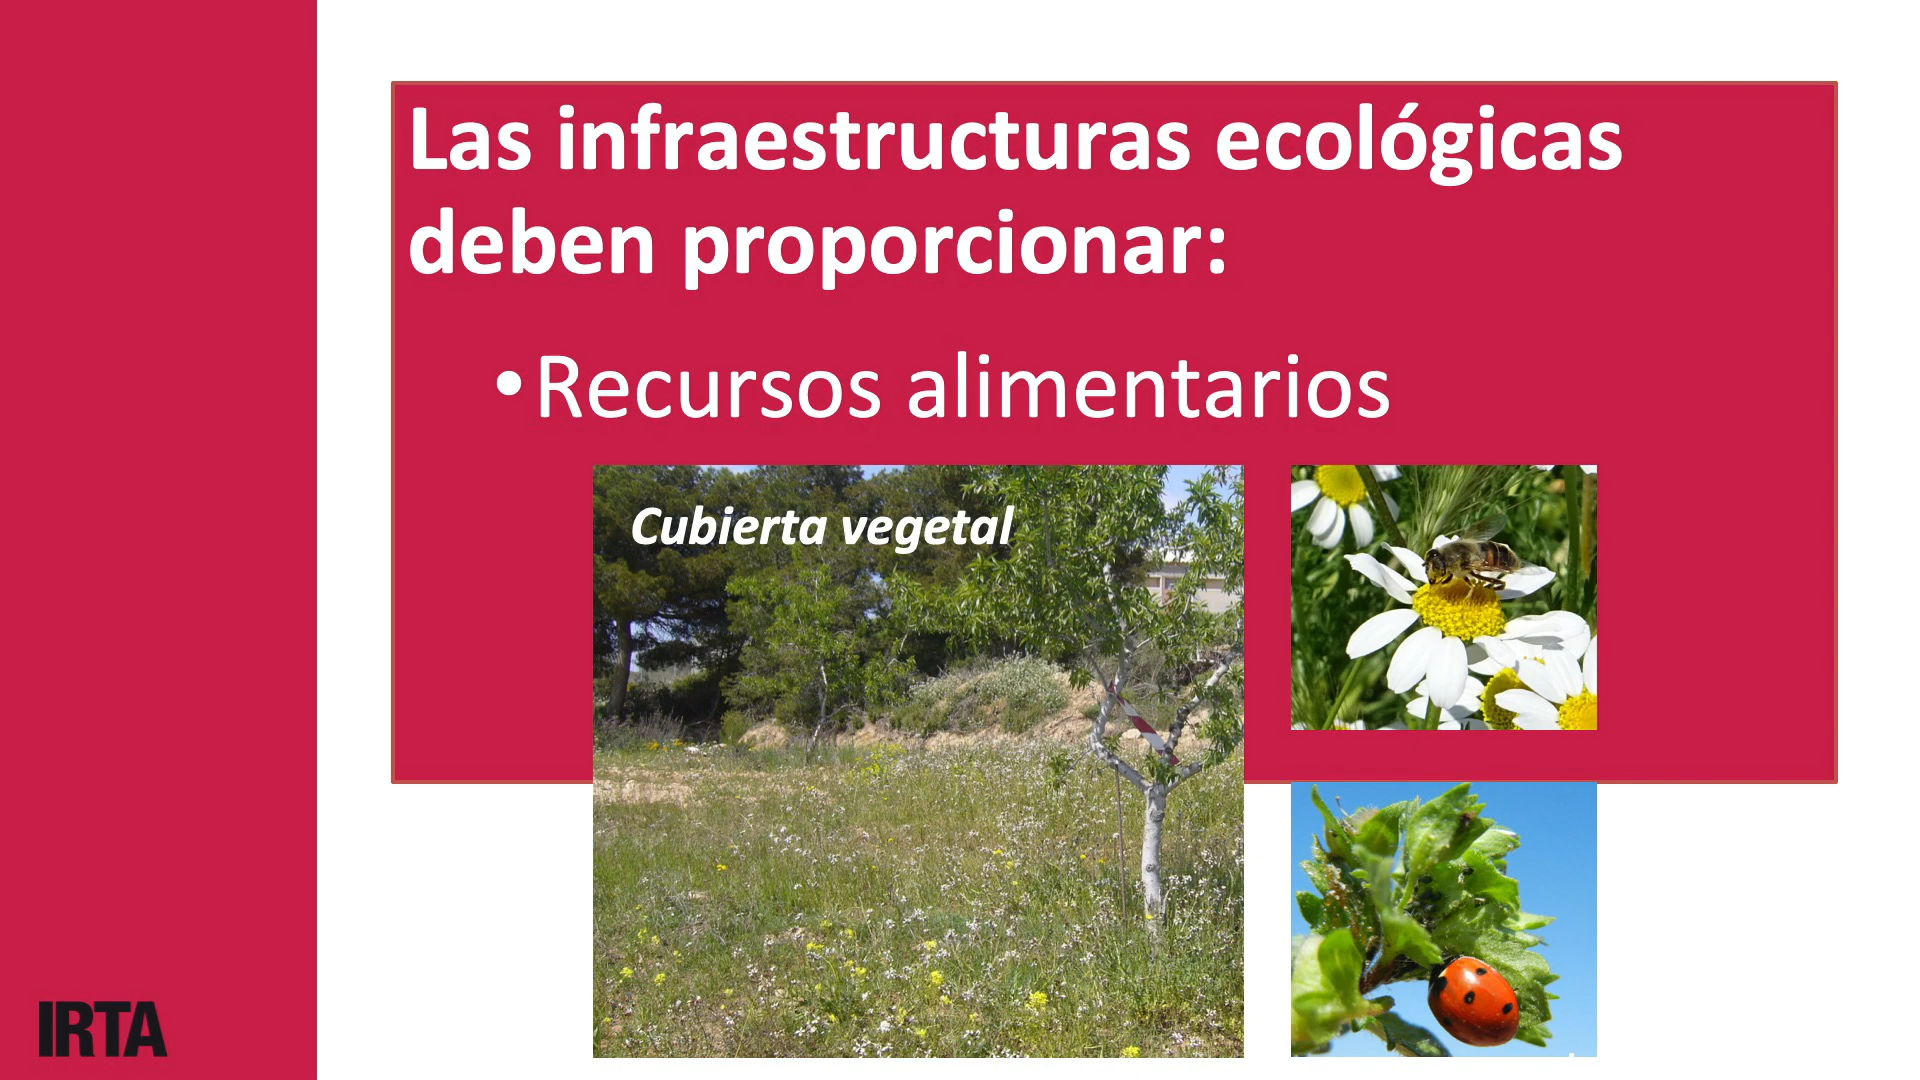 Las infraestructuras ecológicas
deben proporcionar:
•Recursos alimentarios
Cubierta vegetal
IRTA